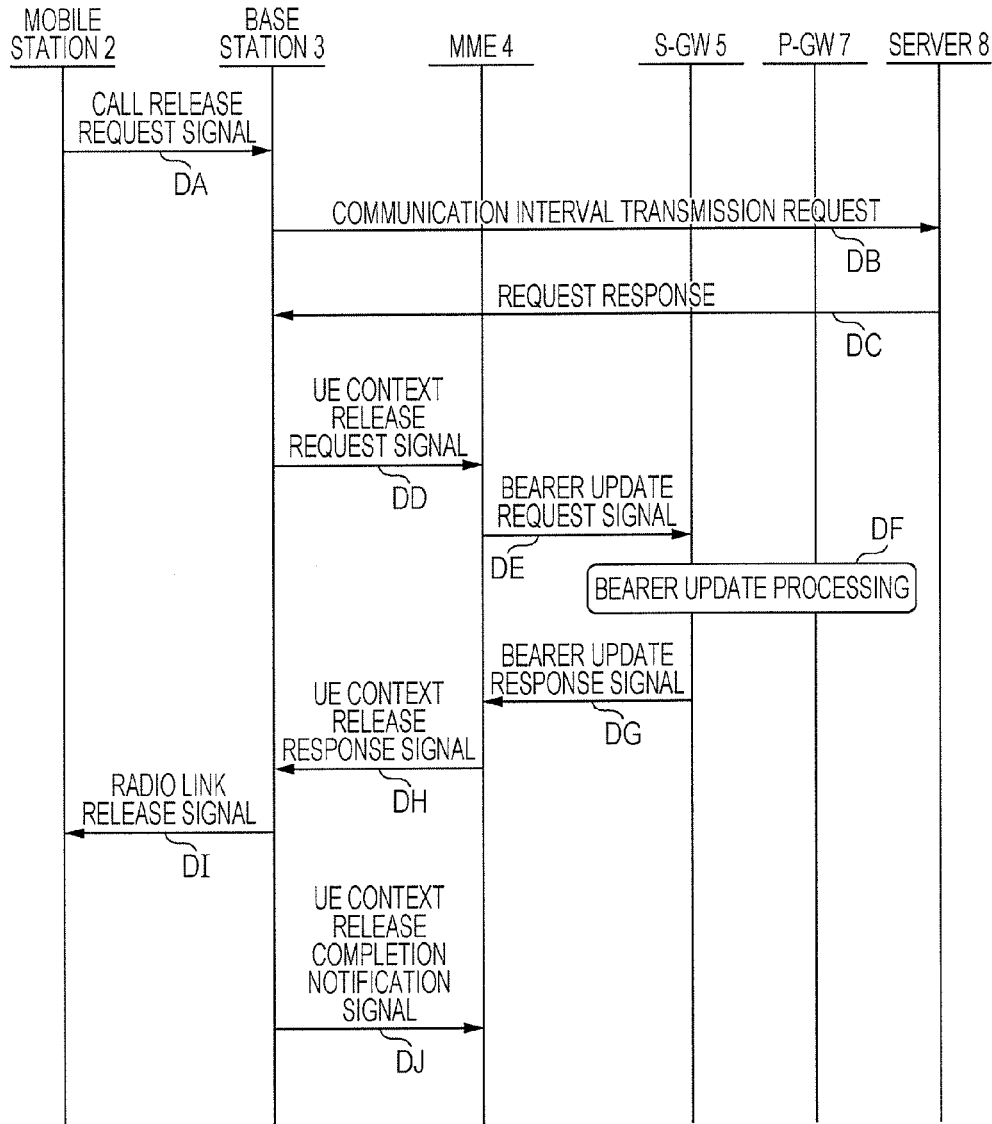 MOBILE
STATION 2
BASE
STATION 3
MME 4
S-GW 5
P-GW 7
SERVER 8
CALL RELEASE
REQUEST SIGNAL
DA
COMMUNICATION INTERVAL TRANSMISSION REQUEST
DB
REQUEST RESPONSE
DC
UE CONTEXT
RELEASE
REQUEST SIGNAL
DD
BEARER UPDATE
REQUEST SIGNAL
DE
DF
BEARER UPDATE PROCESSING
BEARER UPDATE
RESPONSE SIGNAL
DG
UE CONTEXT
RELEASE
RESPONSE SIGNAL
DH
RADIO LINK
RELEASE SIGNAL
DI
UE CONTEXT
RELEASE
COMPLETION
NOTIFICATION
SIGNAL
DJ